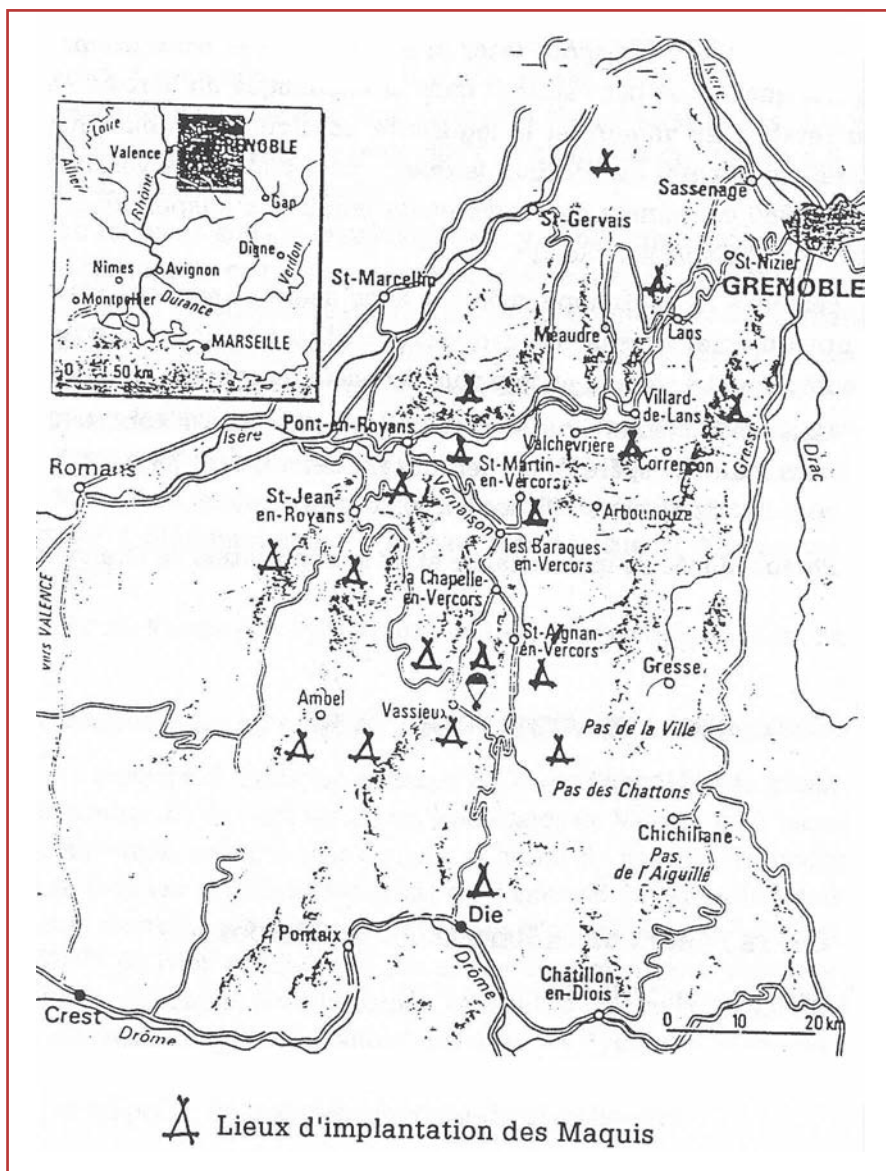 Loire
Allier
Valence
GRENOBLE
Rhône
Gap
Digne
Verdon
Nimes
Avignon
Montpellier
Durance
MARSEILLE
0 50 km
Isère
Sassenage
St-Gervais
St-Nizier
GRENOBLE
St-Marcellin
Méaudre
Lans
Villard-
de-Lans
Pont-en-Royans
Isère
Valchevrière
Corrençon
Gresse
Drac
Romans
St-Martin-
en-Vercors
St-Jean
en-Royans
Vernaison
Arbounouze
les Baraques-
en-Vercors
vers VALENCE
la Chapelle-
en-Vercors
St-Aignan-
en-Vercors
Gresse
Ambel
Vassieux
Pas de la Ville
Pas des Chattons
Chichiliane
Pas
de l'Aiguille
Die
Pontaix
Drôme
Châtillon-
en-Diois
Crest
Drôme
0 10 20 km
Lieux d'implantation des Maquis